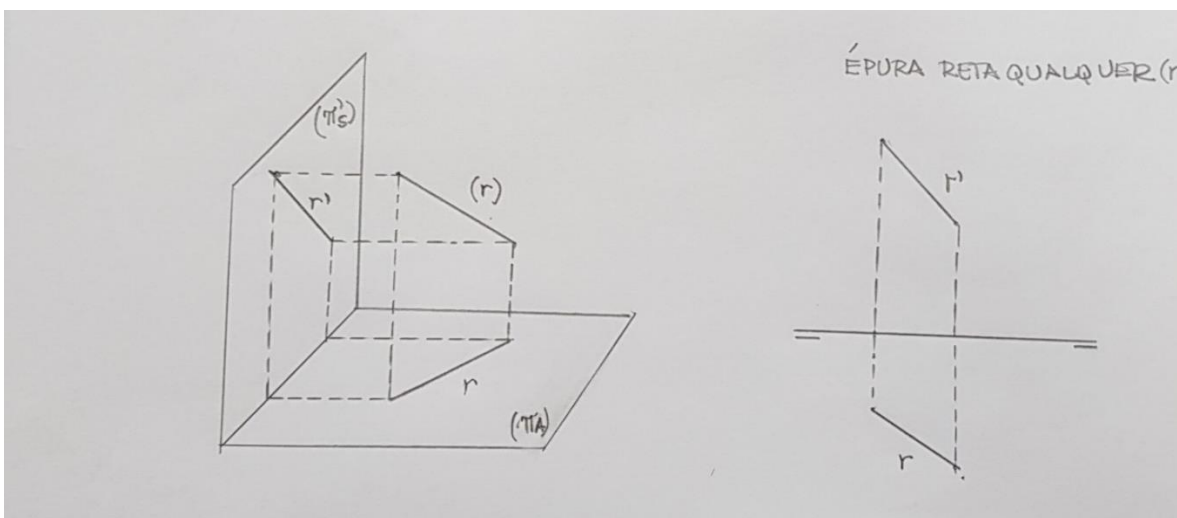 ÉPURA RETA QUALQUER (r
(π's)
r'
(r)
r
(πA)
r'
r